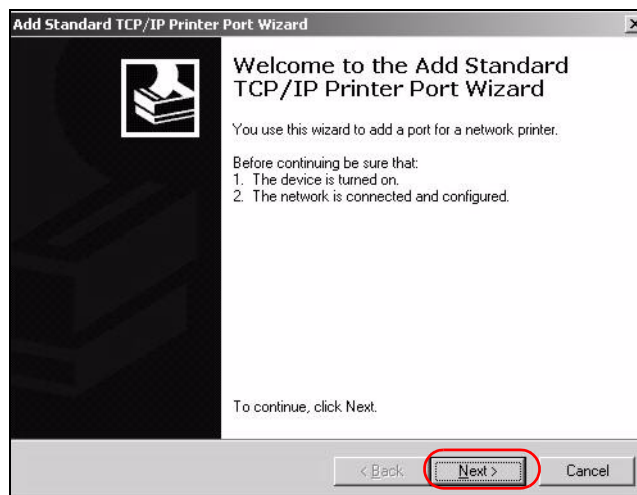 Add Standard TCP/IP Printer Port Wizard
Welcome to the Add Standard
TCP/IP Printer Port Wizard
You use this wizard to add a port for a network printer.
Before continuing be sure that:
1. The device is turned on.
2. The network is connected and configured.
To continue, click Next.
< Back
Next >
Cancel